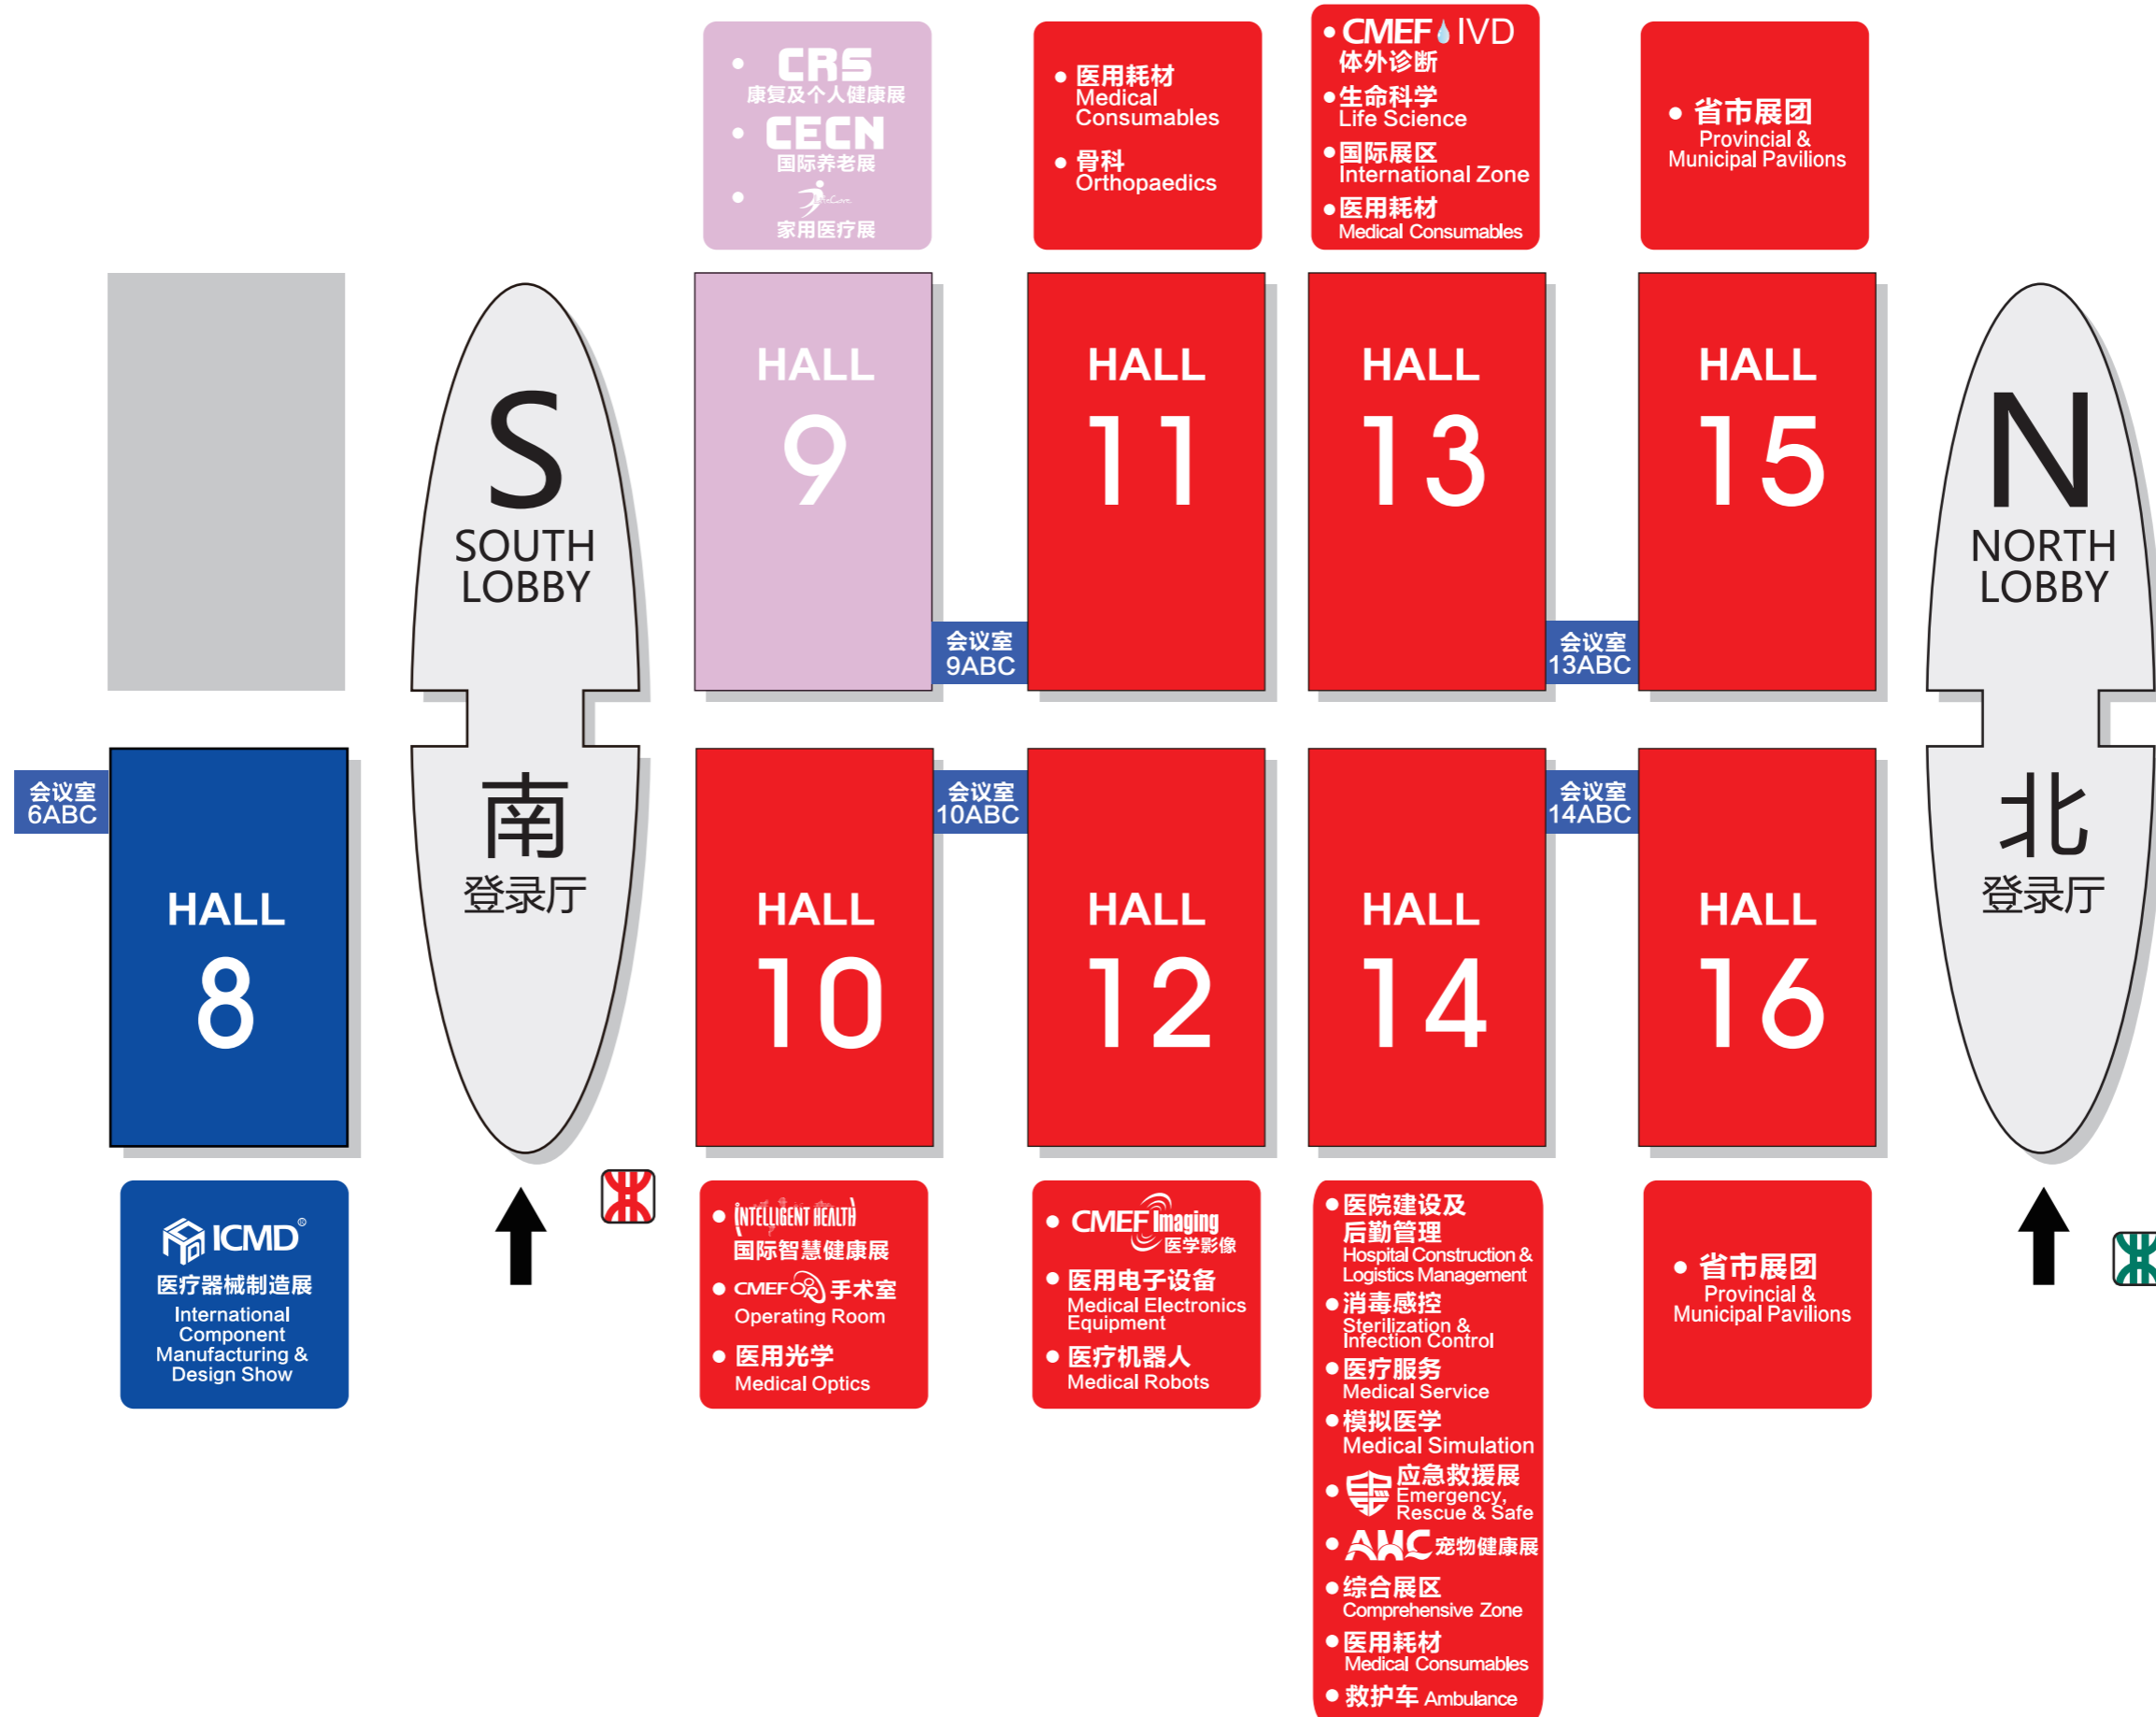 CRS
康复及个人健康展
CECN
国际养老展
家用医疗展
医用耗材
Medical
Consumables
骨科
Orthopaedics
CMEF IVD
体外诊断
生命科学
Life Science
国际展区
International Zone
医用耗材
Medical Consumables
省市展团
Provincial &
Municipal Pavilions
S
SOUTH
LOBBY
南
登录厅
HALL
9
HALL
11
HALL
13
HALL
15
N
NORTH
LOBBY
北
登录厅
会议室
9ABC
会议室
13ABC
会议室
6ABC
HALL
8
HALL
10
会议室
10ABC
HALL
12
HALL
14
会议室
14ABC
HALL
16
ICMD®
医疗器械制造展
International
Component
Manufacturing &
Design Show
INTELLIGENT HEALTH
国际智慧健康展
CMEF OR 手术室
Operating Room
医用光学
Medical Optics
CMEF Imaging
医学影像
医用电子设备
Medical Electronics
Equipment
医疗机器人
Medical Robots
医院建设及
后勤管理
Hospital Construction &
Logistics Management
消毒感控
Sterilization &
Infection Control
医疗服务
Medical Service
模拟医学
Medical Simulation
应急救援展
Emergency,
Rescue & Safe
AHC 宠物健康展
综合展区
Comprehensive Zone
医用耗材
Medical Consumables
救护车 Ambulance
省市展团
Provincial &
Municipal Pavilions